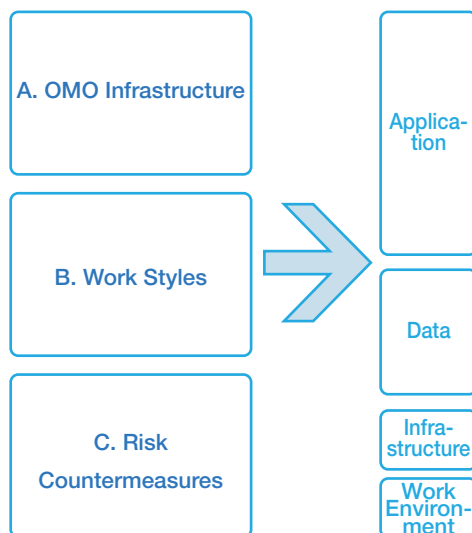 A. OMO Infrastructure
B. Work Styles
C. Risk
Countermeasures
Applica-
tion
Data
Infra-
structure
Work
Environ-
ment